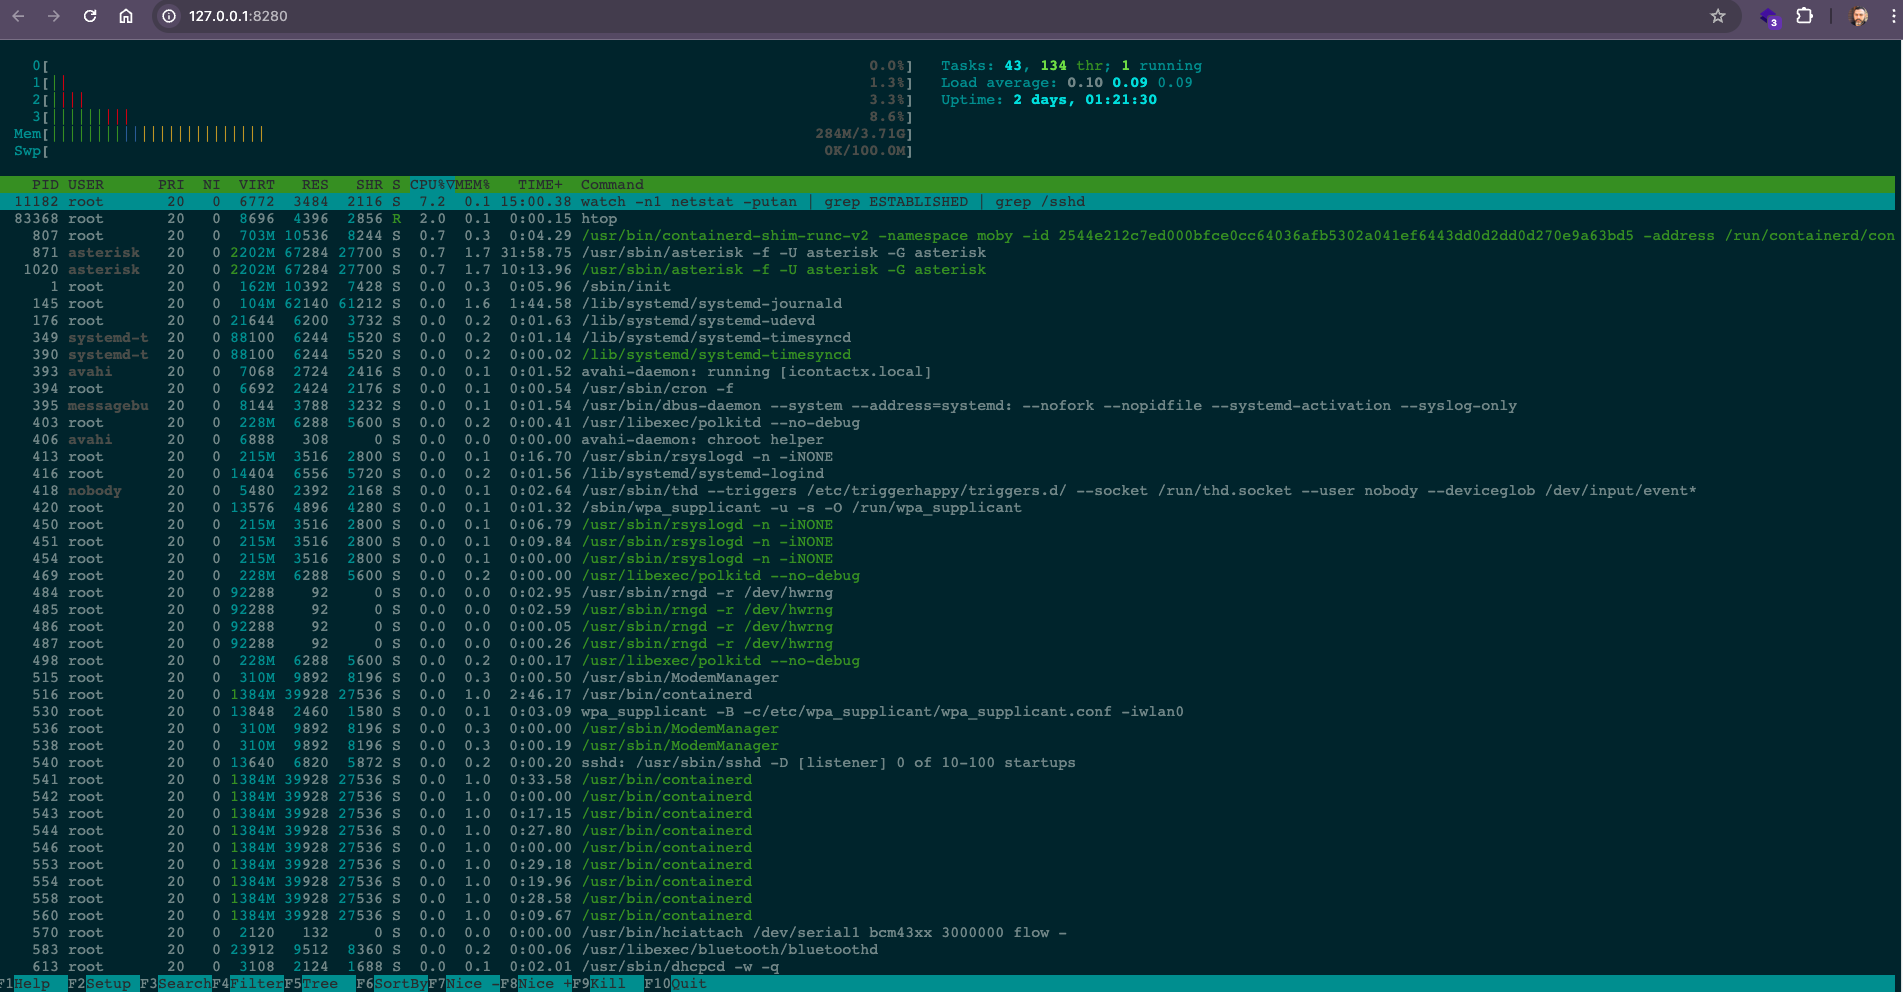 127.0.0.1:8280
3
0[ 0.0%] Tasks: 43, 134 thr; 1 running
1[|| 1.3%] Load average: 0.10 0.09 0.09
2[|||| 3.3%] Uptime: 2 days, 01:21:30
3[||||||||| 8.6%]
Mem[|||||||||||||||||||||||| 284M/3.71G]
Swp[ 0K/100.0M]
PID USER PRI NI VIRT RES SHR S CPU%▽MEM% TIME+ Command
11182 root 20 0 6772 3484 2116 S 7.2 0.1 15:00.38 watch -n1 netstat -putan | grep ESTABLISHED | grep /sshd
83368 root 20 0 8696 4396 2856 R 2.0 0.1 0:00.15 htop
807 root 20 0 703M 10536 8244 S 0.7 0.3 0:04.29 /usr/bin/containerd-shim-runc-v2 -namespace moby -id 2544e212c7ed000bfce0cc64036afb5302a041ef6443dd0d2dd0d270e9a63bd5 -address /run/containerd/con
871 asterisk 20 0 2202M 67284 27700 S 0.7 1.7 31:58.75 /usr/sbin/asterisk -f -U asterisk -G asterisk
1020 asterisk 20 0 2202M 67284 27700 S 0.7 1.7 10:13.96 /usr/sbin/asterisk -f -U asterisk -G asterisk
1 root 20 0 162M 10392 7428 S 0.0 0.3 0:05.96 /sbin/init
145 root 20 0 104M 62140 61212 S 0.0 1.6 1:44.58 /lib/systemd/systemd-journald
176 root 20 0 21644 6200 3732 S 0.0 0.2 0:01.63 /lib/systemd/systemd-udevd
349 systemd-t 20 0 88100 6244 5520 S 0.0 0.2 0:01.14 /lib/systemd/systemd-timesyncd
390 systemd-t 20 0 88100 6244 5520 S 0.0 0.2 0:00.02 /lib/systemd/systemd-timesyncd
393 avahi 20 0 7068 2724 2416 S 0.0 0.1 0:01.52 avahi-daemon: running [icontactx.local]
394 root 20 0 6692 2424 2176 S 0.0 0.1 0:00.54 /usr/sbin/cron -f
395 messagebu 20 0 8144 3788 3232 S 0.0 0.1 0:01.54 /usr/bin/dbus-daemon --system --address=systemd: --nofork --nopidfile --systemd-activation --syslog-only
403 root 20 0 228M 6288 5600 S 0.0 0.2 0:00.41 /usr/libexec/polkitd --no-debug
406 avahi 20 0 6888 308 0 S 0.0 0.0 0:00.00 avahi-daemon: chroot helper
413 root 20 0 215M 3516 2800 S 0.0 0.1 0:16.70 /usr/sbin/rsyslogd -n -iNONE
416 root 20 0 14404 6556 5720 S 0.0 0.2 0:01.56 /lib/systemd/systemd-logind
418 nobody 20 0 5480 2392 2168 S 0.0 0.1 0:02.64 /usr/sbin/thd --triggers /etc/triggerhappy/triggers.d/ --socket /run/thd.socket --user nobody --deviceglob /dev/input/event*
420 root 20 0 13576 4896 4280 S 0.0 0.1 0:01.32 /sbin/wpa_supplicant -u -s -O /run/wpa_supplicant
450 root 20 0 215M 3516 2800 S 0.0 0.1 0:06.79 /usr/sbin/rsyslogd -n -iNONE
451 root 20 0 215M 3516 2800 S 0.0 0.1 0:09.84 /usr/sbin/rsyslogd -n -iNONE
454 root 20 0 215M 3516 2800 S 0.0 0.1 0:00.00 /usr/sbin/rsyslogd -n -iNONE
469 root 20 0 228M 6288 5600 S 0.0 0.2 0:00.00 /usr/libexec/polkitd --no-debug
484 root 20 0 92288 92 0 S 0.0 0.0 0:02.95 /usr/sbin/rngd -r /dev/hwrng
485 root 20 0 92288 92 0 S 0.0 0.0 0:02.59 /usr/sbin/rngd -r /dev/hwrng
486 root 20 0 92288 92 0 S 0.0 0.0 0:00.05 /usr/sbin/rngd -r /dev/hwrng
487 root 20 0 92288 92 0 S 0.0 0.0 0:00.26 /usr/sbin/rngd -r /dev/hwrng
498 root 20 0 228M 6288 5600 S 0.0 0.2 0:00.17 /usr/libexec/polkitd --no-debug
515 root 20 0 310M 9892 8196 S 0.0 0.3 0:00.50 /usr/sbin/ModemManager
516 root 20 0 1384M 39928 27536 S 0.0 1.0 2:46.17 /usr/bin/containerd
530 root 20 0 13848 2460 1580 S 0.0 0.1 0:03.09 wpa_supplicant -B -c/etc/wpa_supplicant/wpa_supplicant.conf -iwlan0
536 root 20 0 310M 9892 8196 S 0.0 0.3 0:00.00 /usr/sbin/ModemManager
538 root 20 0 310M 9892 8196 S 0.0 0.3 0:00.19 /usr/sbin/ModemManager
540 root 20 0 13640 6820 5872 S 0.0 0.2 0:00.20 sshd: /usr/sbin/sshd -D [listener] 0 of 10-100 startups
541 root 20 0 1384M 39928 27536 S 0.0 1.0 0:33.58 /usr/bin/containerd
542 root 20 0 1384M 39928 27536 S 0.0 1.0 0:00.00 /usr/bin/containerd
543 root 20 0 1384M 39928 27536 S 0.0 1.0 0:17.15 /usr/bin/containerd
544 root 20 0 1384M 39928 27536 S 0.0 1.0 0:27.80 /usr/bin/containerd
546 root 20 0 1384M 39928 27536 S 0.0 1.0 0:00.00 /usr/bin/containerd
553 root 20 0 1384M 39928 27536 S 0.0 1.0 0:29.18 /usr/bin/containerd
554 root 20 0 1384M 39928 27536 S 0.0 1.0 0:19.96 /usr/bin/containerd
558 root 20 0 1384M 39928 27536 S 0.0 1.0 0:28.58 /usr/bin/containerd
560 root 20 0 1384M 39928 27536 S 0.0 1.0 0:09.67 /usr/bin/containerd
570 root 20 0 2120 132 0 S 0.0 0.0 0:00.00 /usr/bin/hciattach /dev/serial1 bcm43xx 3000000 flow -
583 root 20 0 23912 9512 8360 S 0.0 0.2 0:00.06 /usr/libexec/bluetooth/bluetoothd
613 root 20 0 3108 2124 1688 S 0.0 0.1 0:02.01 /usr/sbin/dhcpcd -w -q
F1Help F2Setup F3SearchF4FilterF5Tree F6SortByF7Nice -F8Nice +F9Kill F10Quit